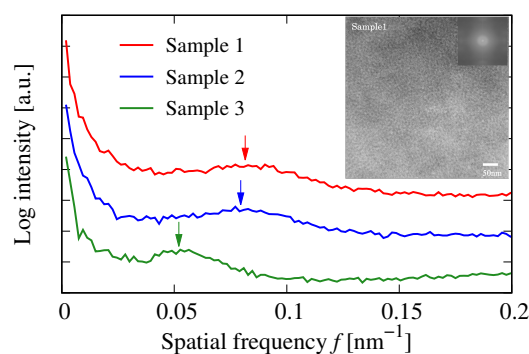 Log intensity [a.u.]
Sample 1
Sample 2
Sample 3
Sample1
50nm
0 0.05 0.1 0.15 0.2
Spatial frequency f [nm⁻¹]